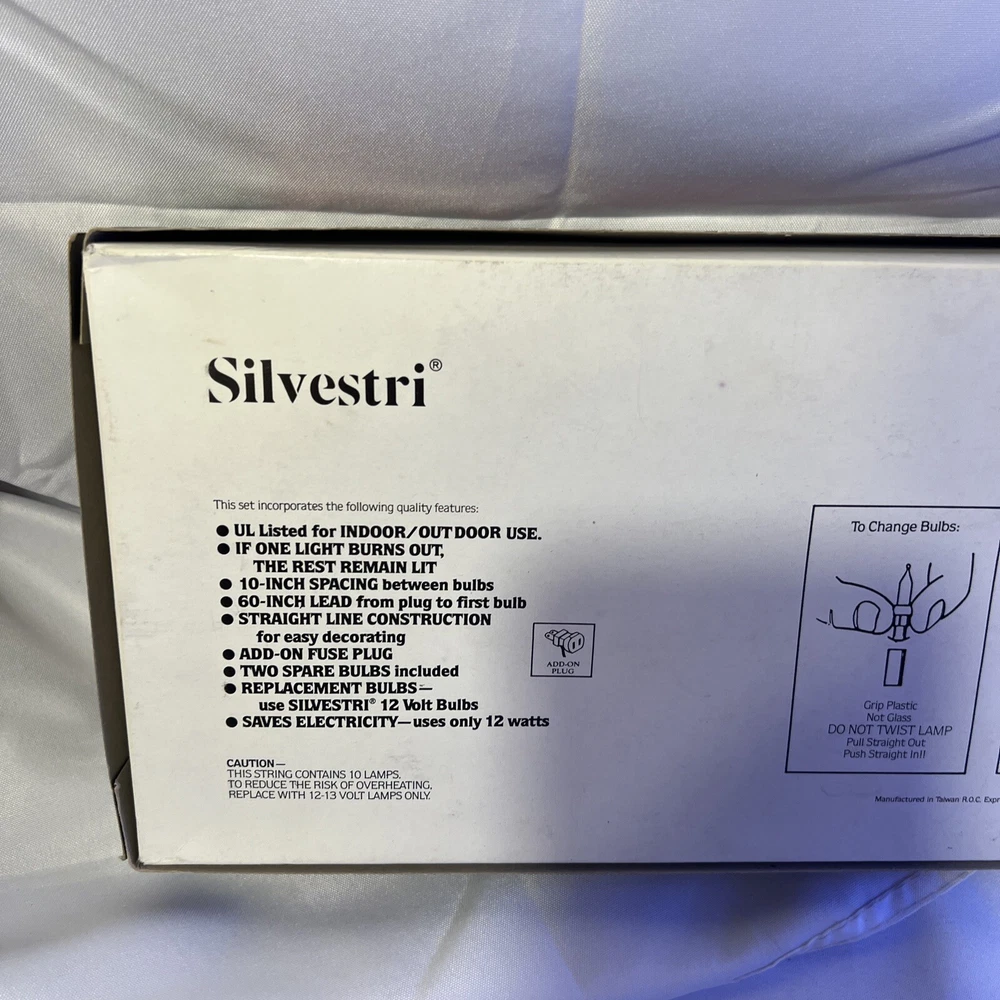 Silvestri®
This set incorporates the following quality features:
● UL Listed for INDOOR/OUTDOOR USE.
● IF ONE LIGHT BURNS OUT,
THE REST REMAIN LIT
● 10-INCH SPACING between bulbs
● 60-INCH LEAD from plug to first bulb
● STRAIGHT LINE CONSTRUCTION
for easy decorating
● ADD-ON FUSE PLUG
● TWO SPARE BULBS included
● REPLACEMENT BULBS—
use SILVESTRI® 12 Volt Bulbs
● SAVES ELECTRICITY—uses only 12 watts
ADD-ON
PLUG
CAUTION—
THIS STRING CONTAINS 10 LAMPS.
TO REDUCE THE RISK OF OVERHEATING,
REPLACE WITH 12-13 VOLT LAMPS ONLY.
To Change Bulbs:
Grip Plastic
Not Glass
DO NOT TWIST LAMP
Pull Straight Out
Push Straight In!!
Manufactured in Taiwan R.O.C.